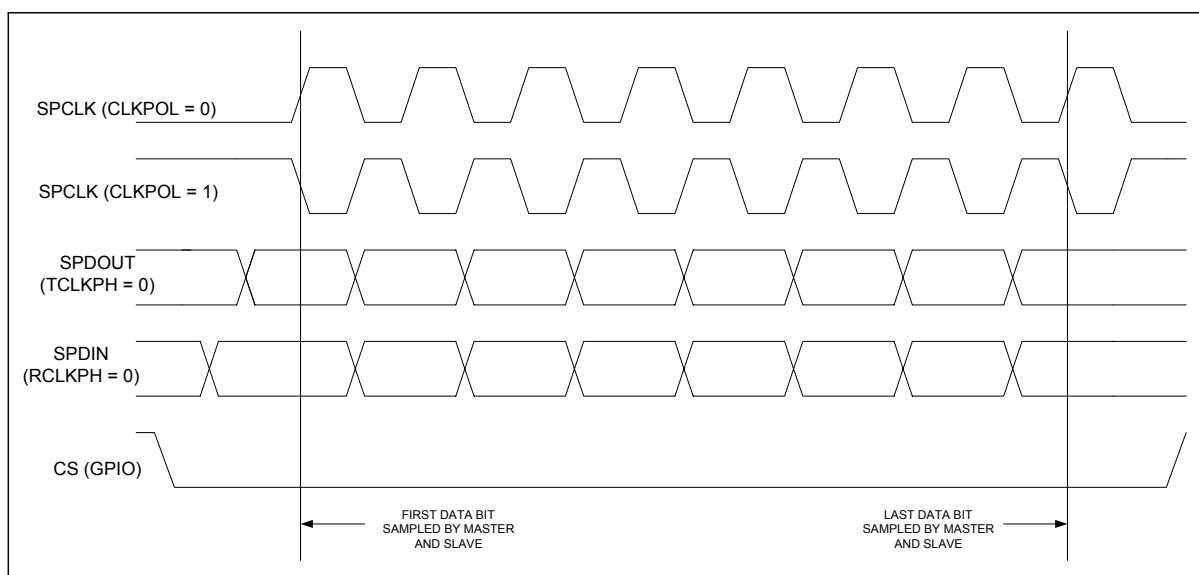 SPCLK (CLKPOL = 0)
SPCLK (CLKPOL = 1)
SPDOUT
(TCLKPH = 0)
SPDIN
(RCLKPH = 0)
CS (GPIO)
FIRST DATA BIT
SAMPLED BY MASTER
AND SLAVE
LAST DATA BIT
SAMPLED BY MASTER
AND SLAVE